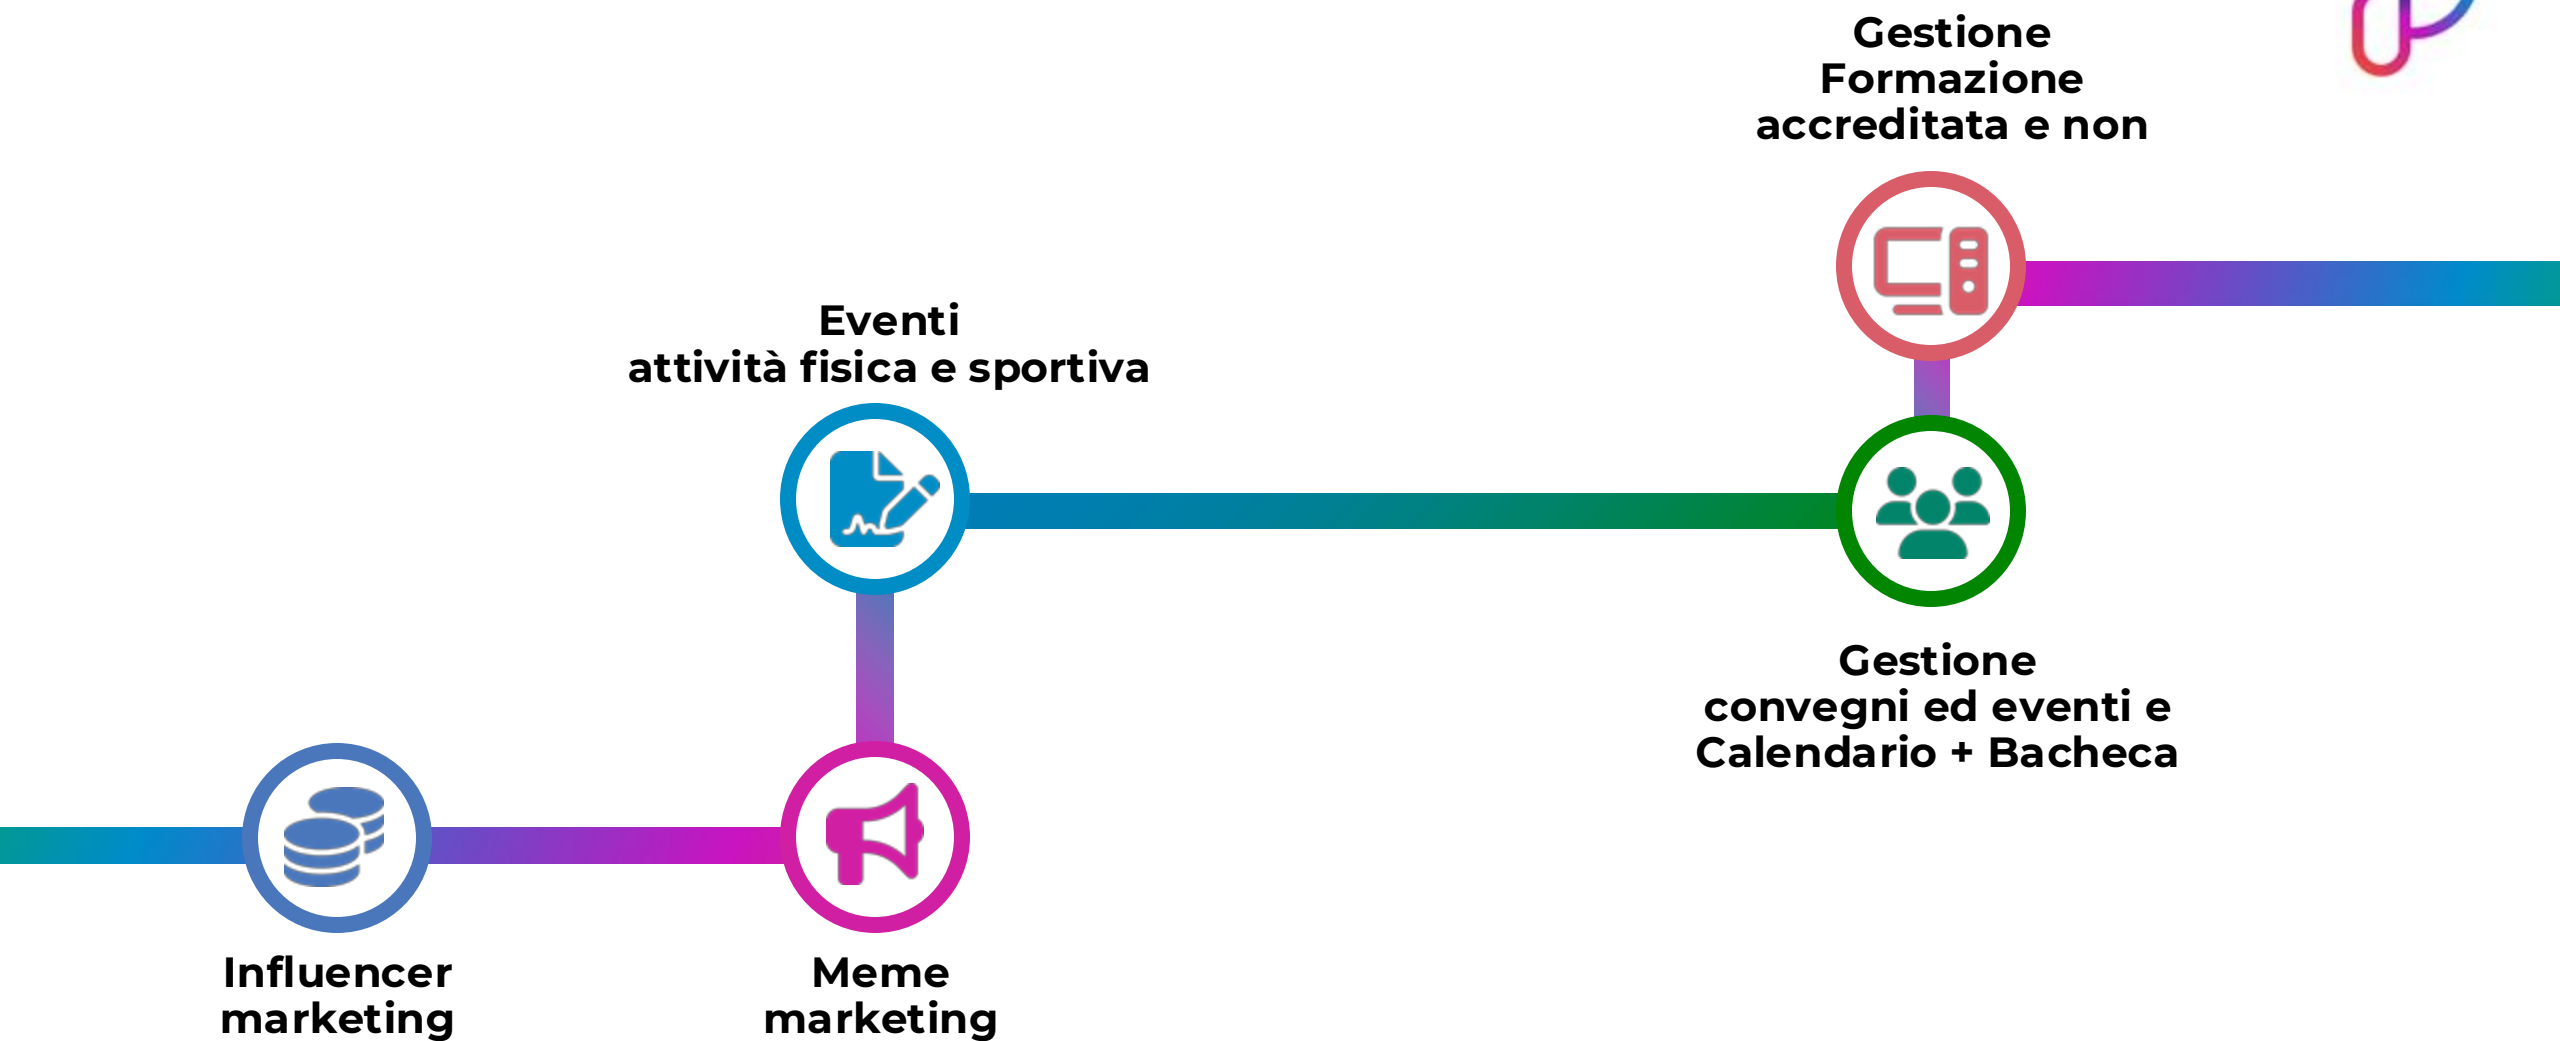 Gestione
Formazione
accreditata e non
Eventi
attività fisica e sportiva
Gestione
convegni ed eventi e
Calendario + Bacheca
Influencer
marketing
Meme
marketing